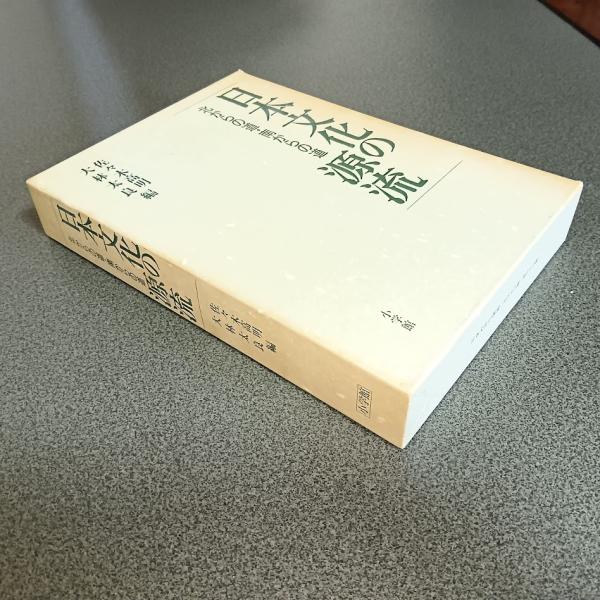 日本文化の源流
北からの道・南からの道
佐々木高明
大林太良 編
小学館
日本文化の源流
北からの道・南からの道
佐々木高明
大林太良 編
小学館